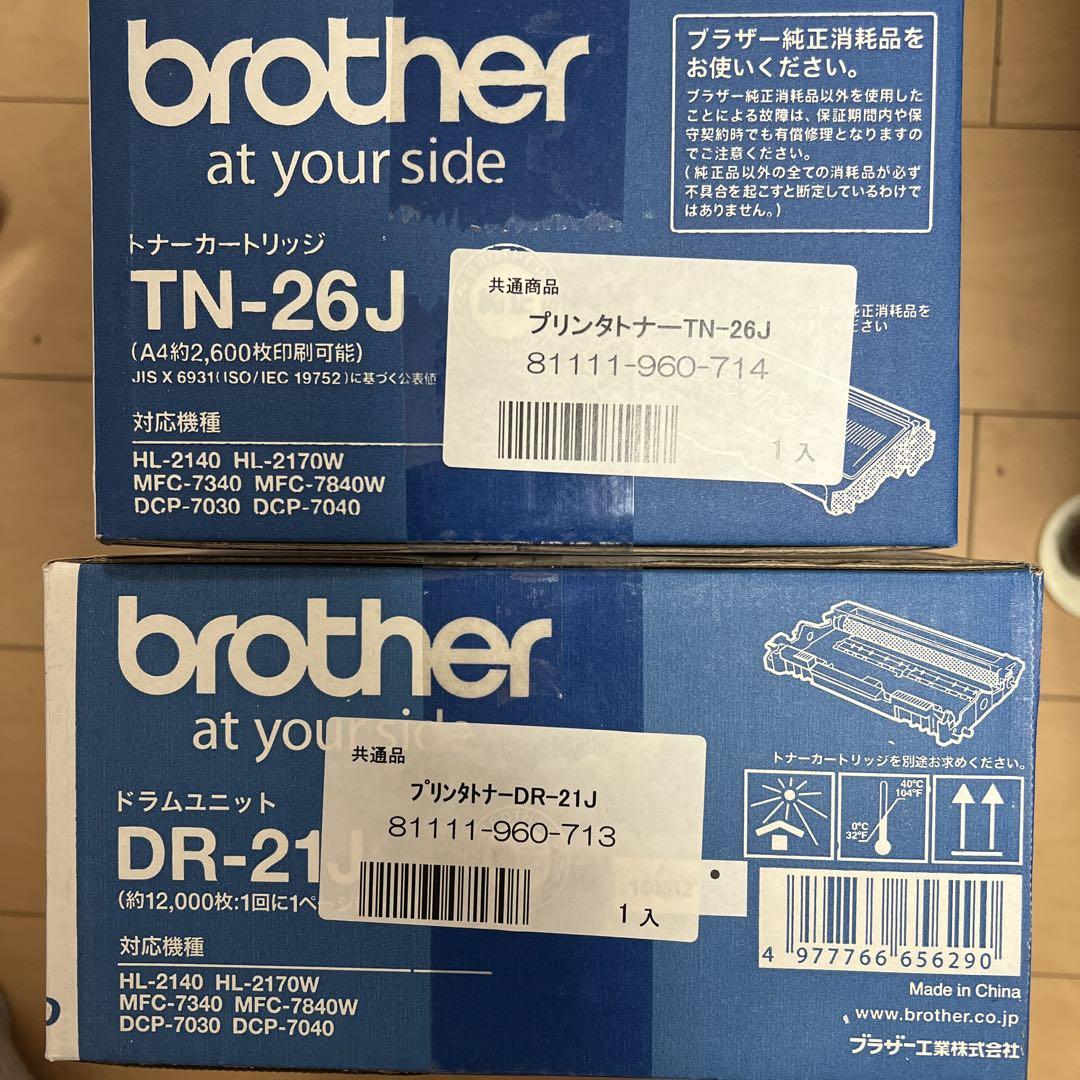 brother
at your side
ブラザー純正消耗品を
お使いください。
ブラザー純正消耗品以外を使用した
ことによる故障は、保証期間内や保
守契約時でも有償修理となりますの
でご注意ください。
(純正品以外の全ての消耗品が必ず
不具合を起こすと断定しているわけで
はありません。)
トナーカートリッジ
TN-26J
(A4約2,600枚印刷可能)
JIS X 6931(ISO/IEC 19752)に基づく公表値
対応機種
HL-2140 HL-2170W
MFC-7340 MFC-7840W
DCP-7030 DCP-7040
共通商品
プリンタトナーTN-26J
81111-960-714
1入
正消耗品を
ださい
brother
at your side
ドラムユニット
DR-21J
(約12,000枚:1回に1ペー
対応機種
HL-2140 HL-2170W
MFC-7340 MFC-7840W
DCP-7030 DCP-7040
共通品
プリンタトナーDR-21J
81111-960-713
1入
トナーカートリッジを別途お求めください。
40℃
104°F
0℃
32°F
4 977766 656290
Made in China
www.brother.co.jp
ブラザー工業株式会社